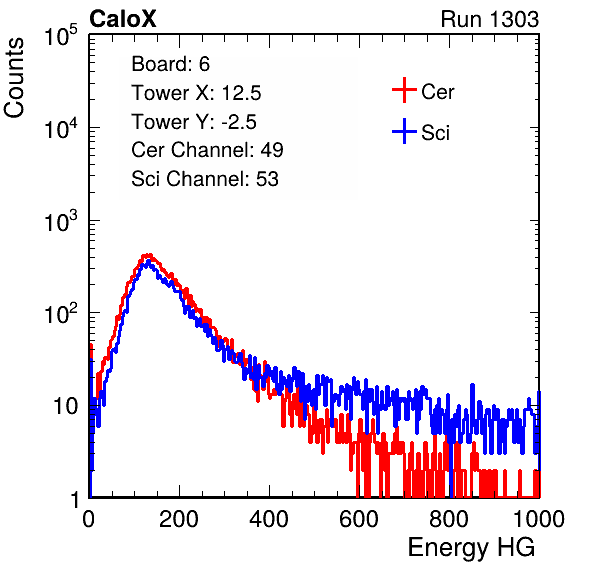 CaloX Run 1303
Counts
Board: 6
Tower X: 12.5
Tower Y: -2.5
Cer Channel: 49
Sci Channel: 53
Cer
Sci
10^5
10^4
10^3
10^2
10
1
0 200 400 600 800 1000
Energy HG